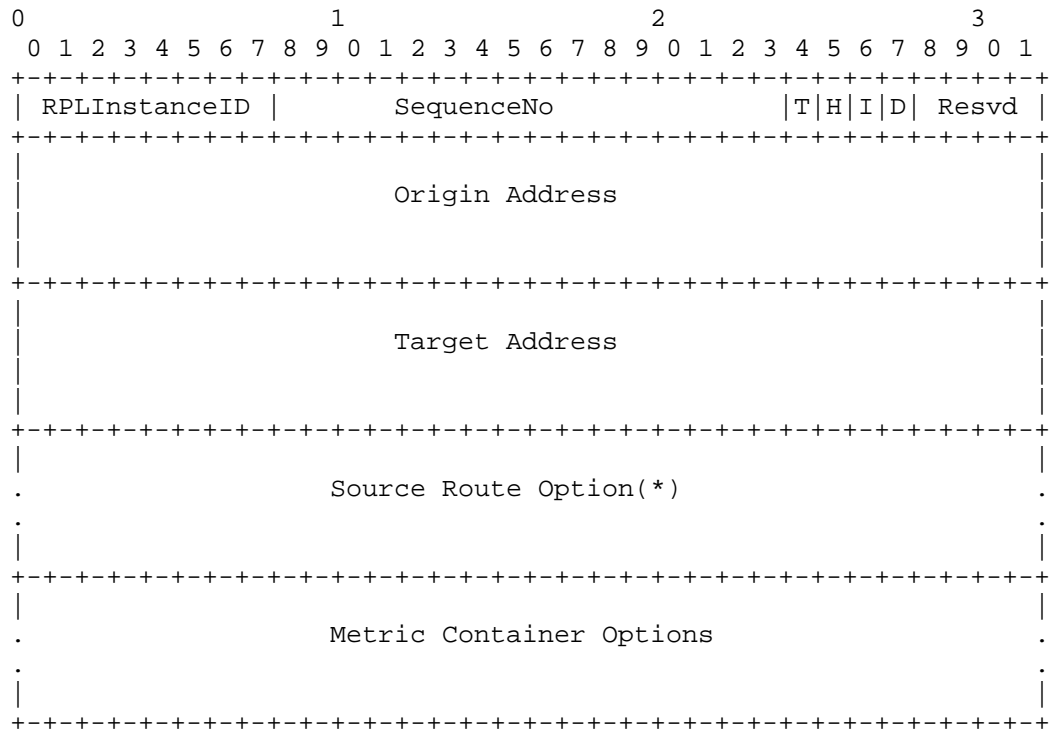 0                   1                   2                   3
 0 1 2 3 4 5 6 7 8 9 0 1 2 3 4 5 6 7 8 9 0 1 2 3 4 5 6 7 8 9 0 1
+-+-+-+-+-+-+-+-+-+-+-+-+-+-+-+-+-+-+-+-+-+-+-+-+-+-+-+-+-+-+-+-+
| RPLInstanceID |       SequenceNo              |T|H|I|D| Resvd |
+-+-+-+-+-+-+-+-+-+-+-+-+-+-+-+-+-+-+-+-+-+-+-+-+-+-+-+-+-+-+-+-+
|                                                               |
|                       Origin Address                          |
|                                                               |
|                                                               |
+-+-+-+-+-+-+-+-+-+-+-+-+-+-+-+-+-+-+-+-+-+-+-+-+-+-+-+-+-+-+-+-+
|                                                               |
|                       Target Address                          |
|                                                               |
|                                                               |
+-+-+-+-+-+-+-+-+-+-+-+-+-+-+-+-+-+-+-+-+-+-+-+-+-+-+-+-+-+-+-+-+
|                                                               |
.                   Source Route Option(*)                      .
.                                                               .
|                                                               |
+-+-+-+-+-+-+-+-+-+-+-+-+-+-+-+-+-+-+-+-+-+-+-+-+-+-+-+-+-+-+-+-+
|                                                               |
.                   Metric Container Options                    .
.                                                               .
|                                                               |
+-+-+-+-+-+-+-+-+-+-+-+-+-+-+-+-+-+-+-+-+-+-+-+-+-+-+-+-+-+-+-+-+